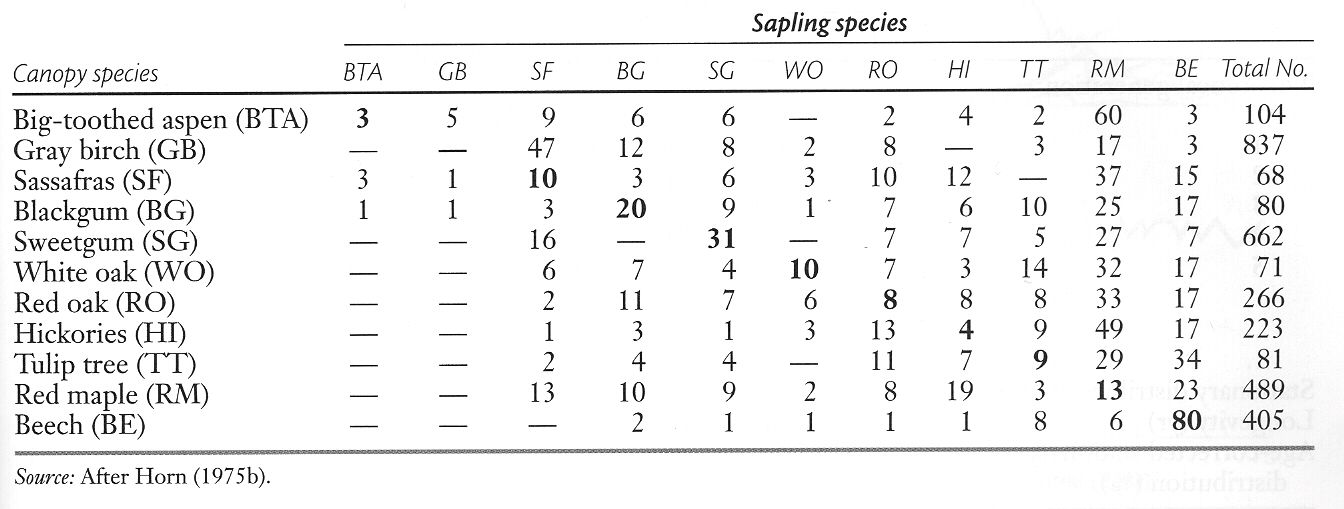 Sapling species
Canopy species BTA GB SF BG SG WO RO HI TT RM BE Total No.
Big-toothed aspen (BTA) 3 5 9 6 6 — 2 4 2 60 3 104
Gray birch (GB) — — 47 12 8 2 8 — 3 17 3 837
Sassafras (SF) 3 1 10 3 6 3 10 12 — 37 15 68
Blackgum (BG) 1 1 3 20 9 1 7 6 10 25 17 80
Sweetgum (SG) — — 16 — 31 — 7 7 5 27 7 662
White oak (WO) — — 6 7 4 10 7 3 14 32 17 71
Red oak (RO) — — 2 11 7 6 8 8 8 33 17 266
Hickories (HI) — — 1 3 1 3 13 4 9 49 17 223
Tulip tree (TT) — — 2 4 4 — 11 7 9 29 34 81
Red maple (RM) — — 13 10 9 2 8 19 3 13 23 489
Beech (BE) — — — 2 1 1 1 1 8 6 80 405
Source: After Horn (1975b).